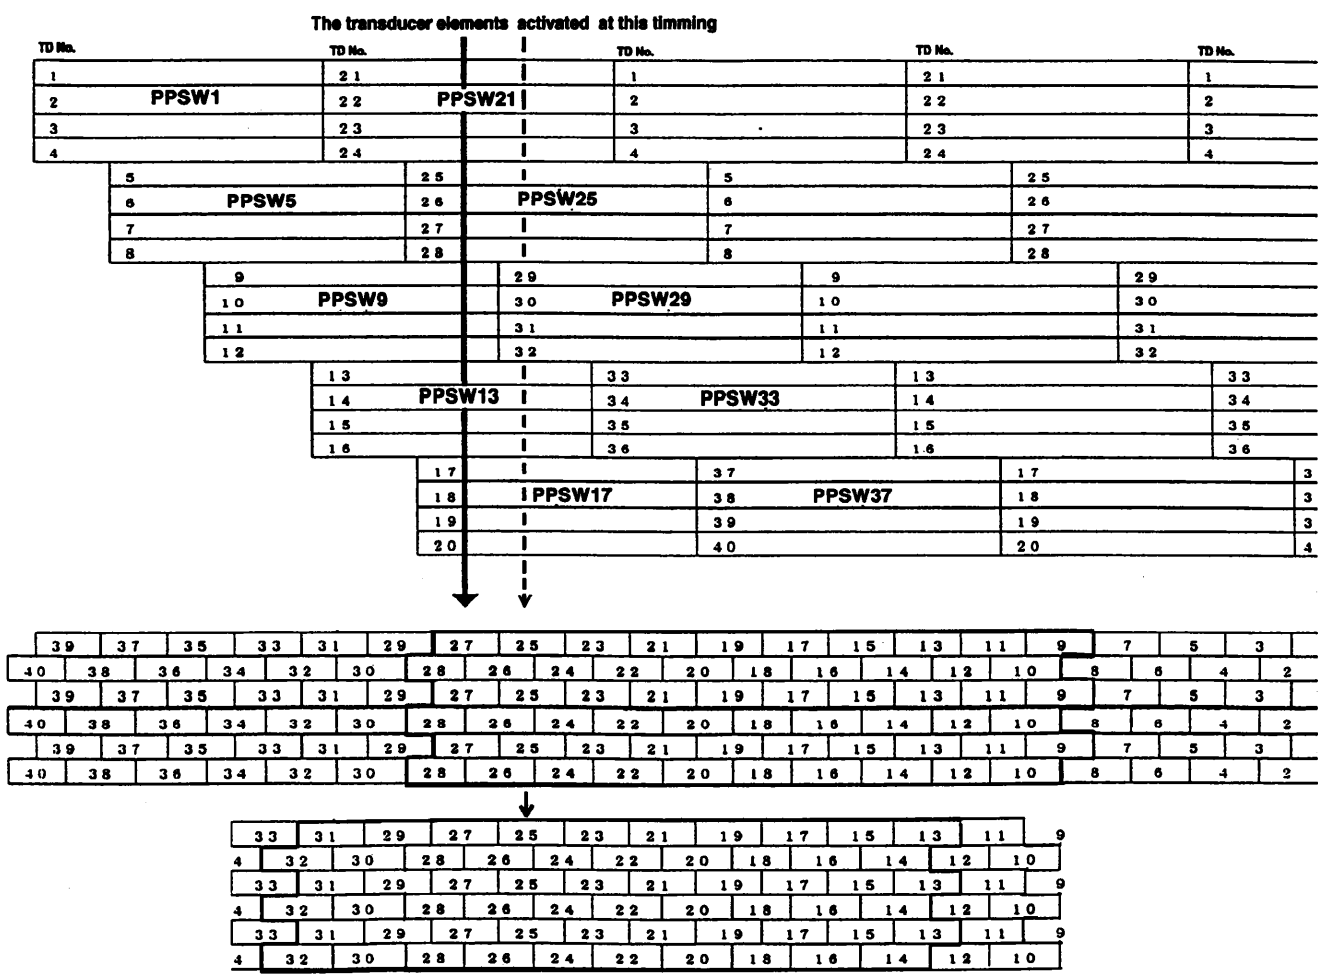 The transducer elements activated at this timming
TD No. TD No. TD No. TD No. TD No.
1 21 1 21 1
2 PPSW1 22 PPSW21 2 22 2
3 23 3 23 3
4 24 4 24 4
5 25 5 25
6 PPSW5 26 PPSW25 6 26
7 27 7 27
8 28 8 28
9 29 9 29
10 PPSW9 30 PPSW29 10 30
11 31 11 31
12 32 12 32
13 33 13 33
14 PPSW13 34 PPSW33 14 34
15 35 15 35
16 36 16 36
17 37 17 3
18 PPSW17 38 PPSW37 18 3
19 39 19 3
20 40 20 4
39 37 35 33 31 29 27 25 23 21 19 17 15 13 11 9 7 5 3
40 38 36 34 32 30 28 26 24 22 20 18 16 14 12 10 8 6 4 2
39 37 35 33 31 29 27 25 23 21 19 17 15 13 11 9 7 5 3
40 38 36 34 32 30 28 26 24 22 20 18 16 14 12 10 8 6 4 2
39 37 35 33 31 29 27 25 23 21 19 17 15 13 11 9 7 5 3
40 38 36 34 32 30 28 26 24 22 20 18 16 14 12 10 8 6 4 2
33 31 29 27 25 23 21 19 17 15 13 11 9
4 32 30 28 26 24 22 20 18 16 14 12 10
33 31 29 27 25 23 21 19 17 15 13 11 9
4 32 30 28 26 24 22 20 18 16 14 12 10
33 31 29 27 25 23 21 19 17 15 13 11 9
4 32 30 28 26 24 22 20 18 16 14 12 10